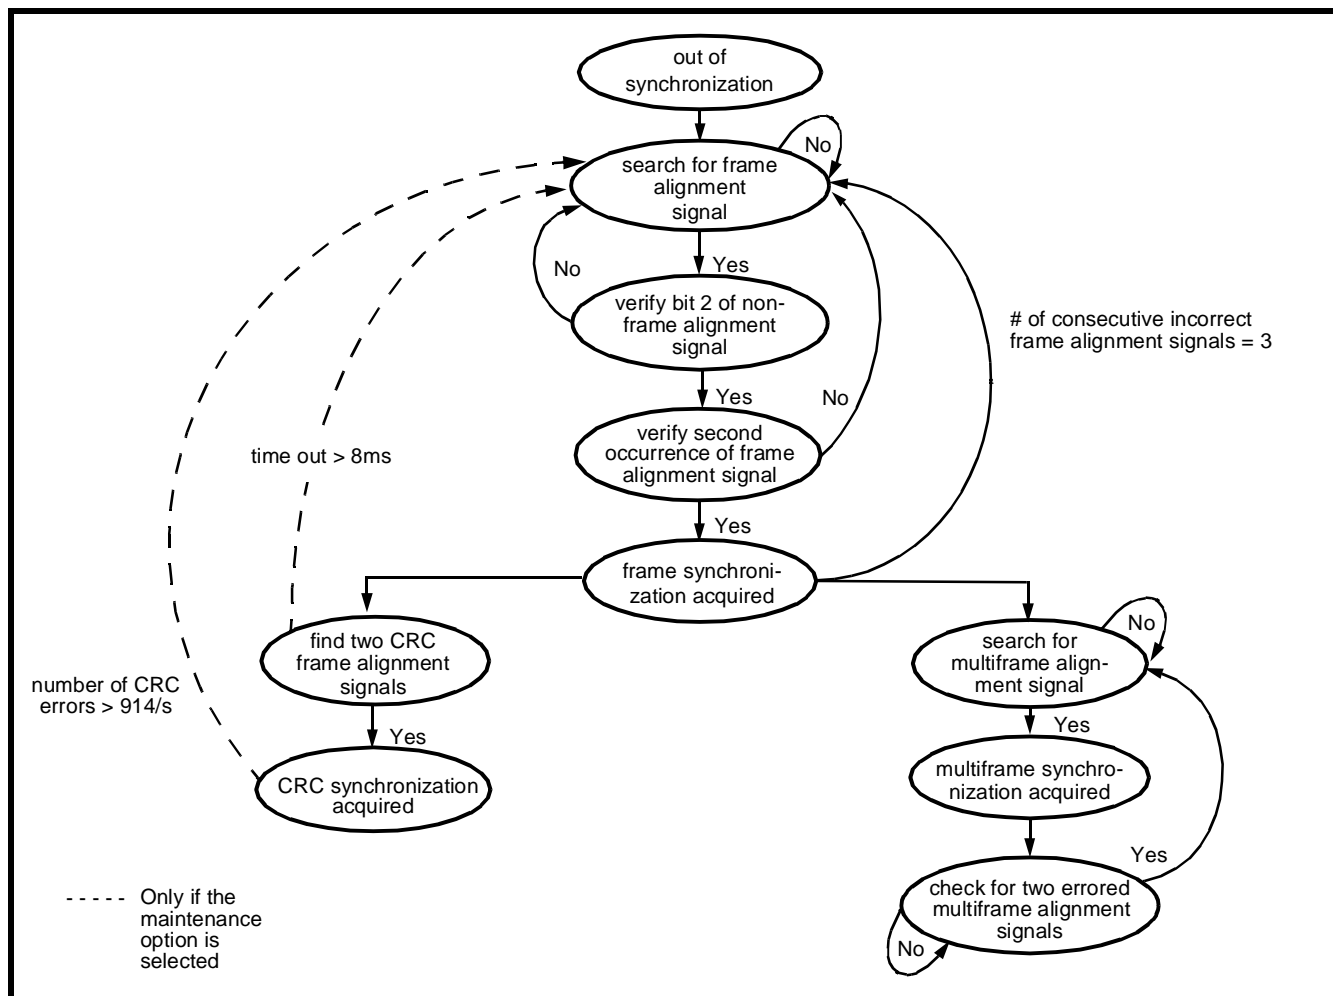 out of
synchronization
No
search for frame
alignment
signal
Yes
No
verify bit 2 of non-
frame alignment
signal
# of consecutive incorrect
frame alignment signals = 3
Yes
No
verify second
occurrence of frame
alignment signal
time out > 8ms
Yes
frame synchroni-
zation acquired
find two CRC
frame alignment
signals
No
search for
multiframe align-
ment signal
number of CRC
errors > 914/s
Yes
Yes
CRC synchronization
acquired
multiframe synchro-
nization acquired
Yes
check for two errored
multiframe alignment
signals
No
- - - - - Only if the
maintenance
option is
selected